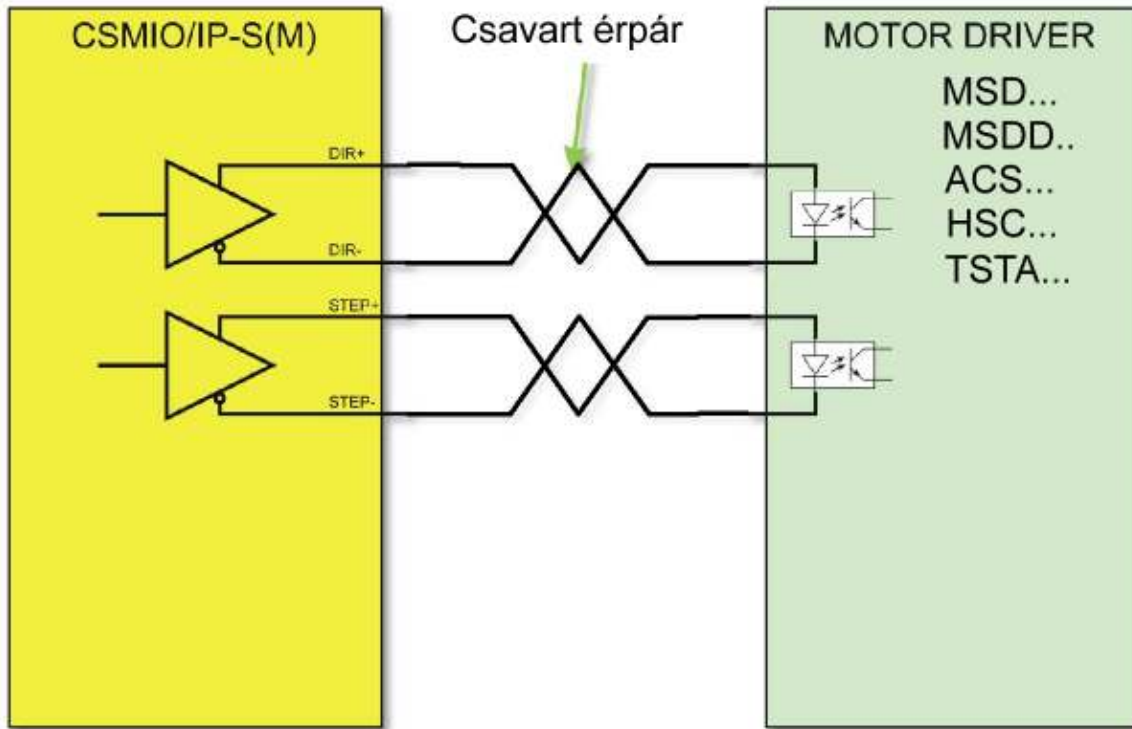 CSMIO/IP-S(M)
Csavart érpár
MOTOR DRIVER
MSD...
MSDD..
ACS...
HSC...
TSTA...
DIR+
DIR-
STEP+
STEP-